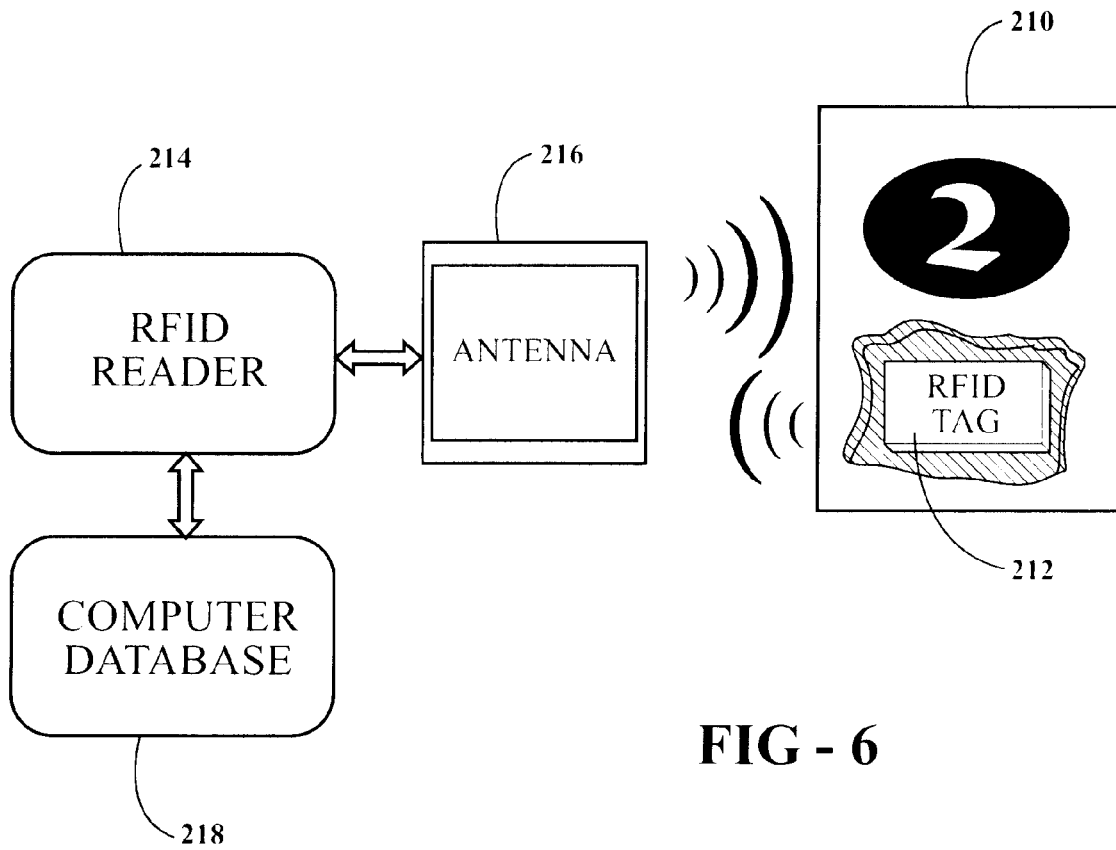 210
214
216
2
RFID
READER
ANTENNA
RFID
TAG
212
COMPUTER
DATABASE
FIG - 6
218